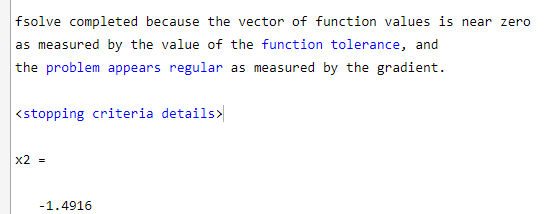 fsolve completed because the vector of function values is near zero
as measured by the value of the function tolerance, and
the problem appears regular as measured by the gradient.
<stopping criteria details>
x2 =
-1.4916